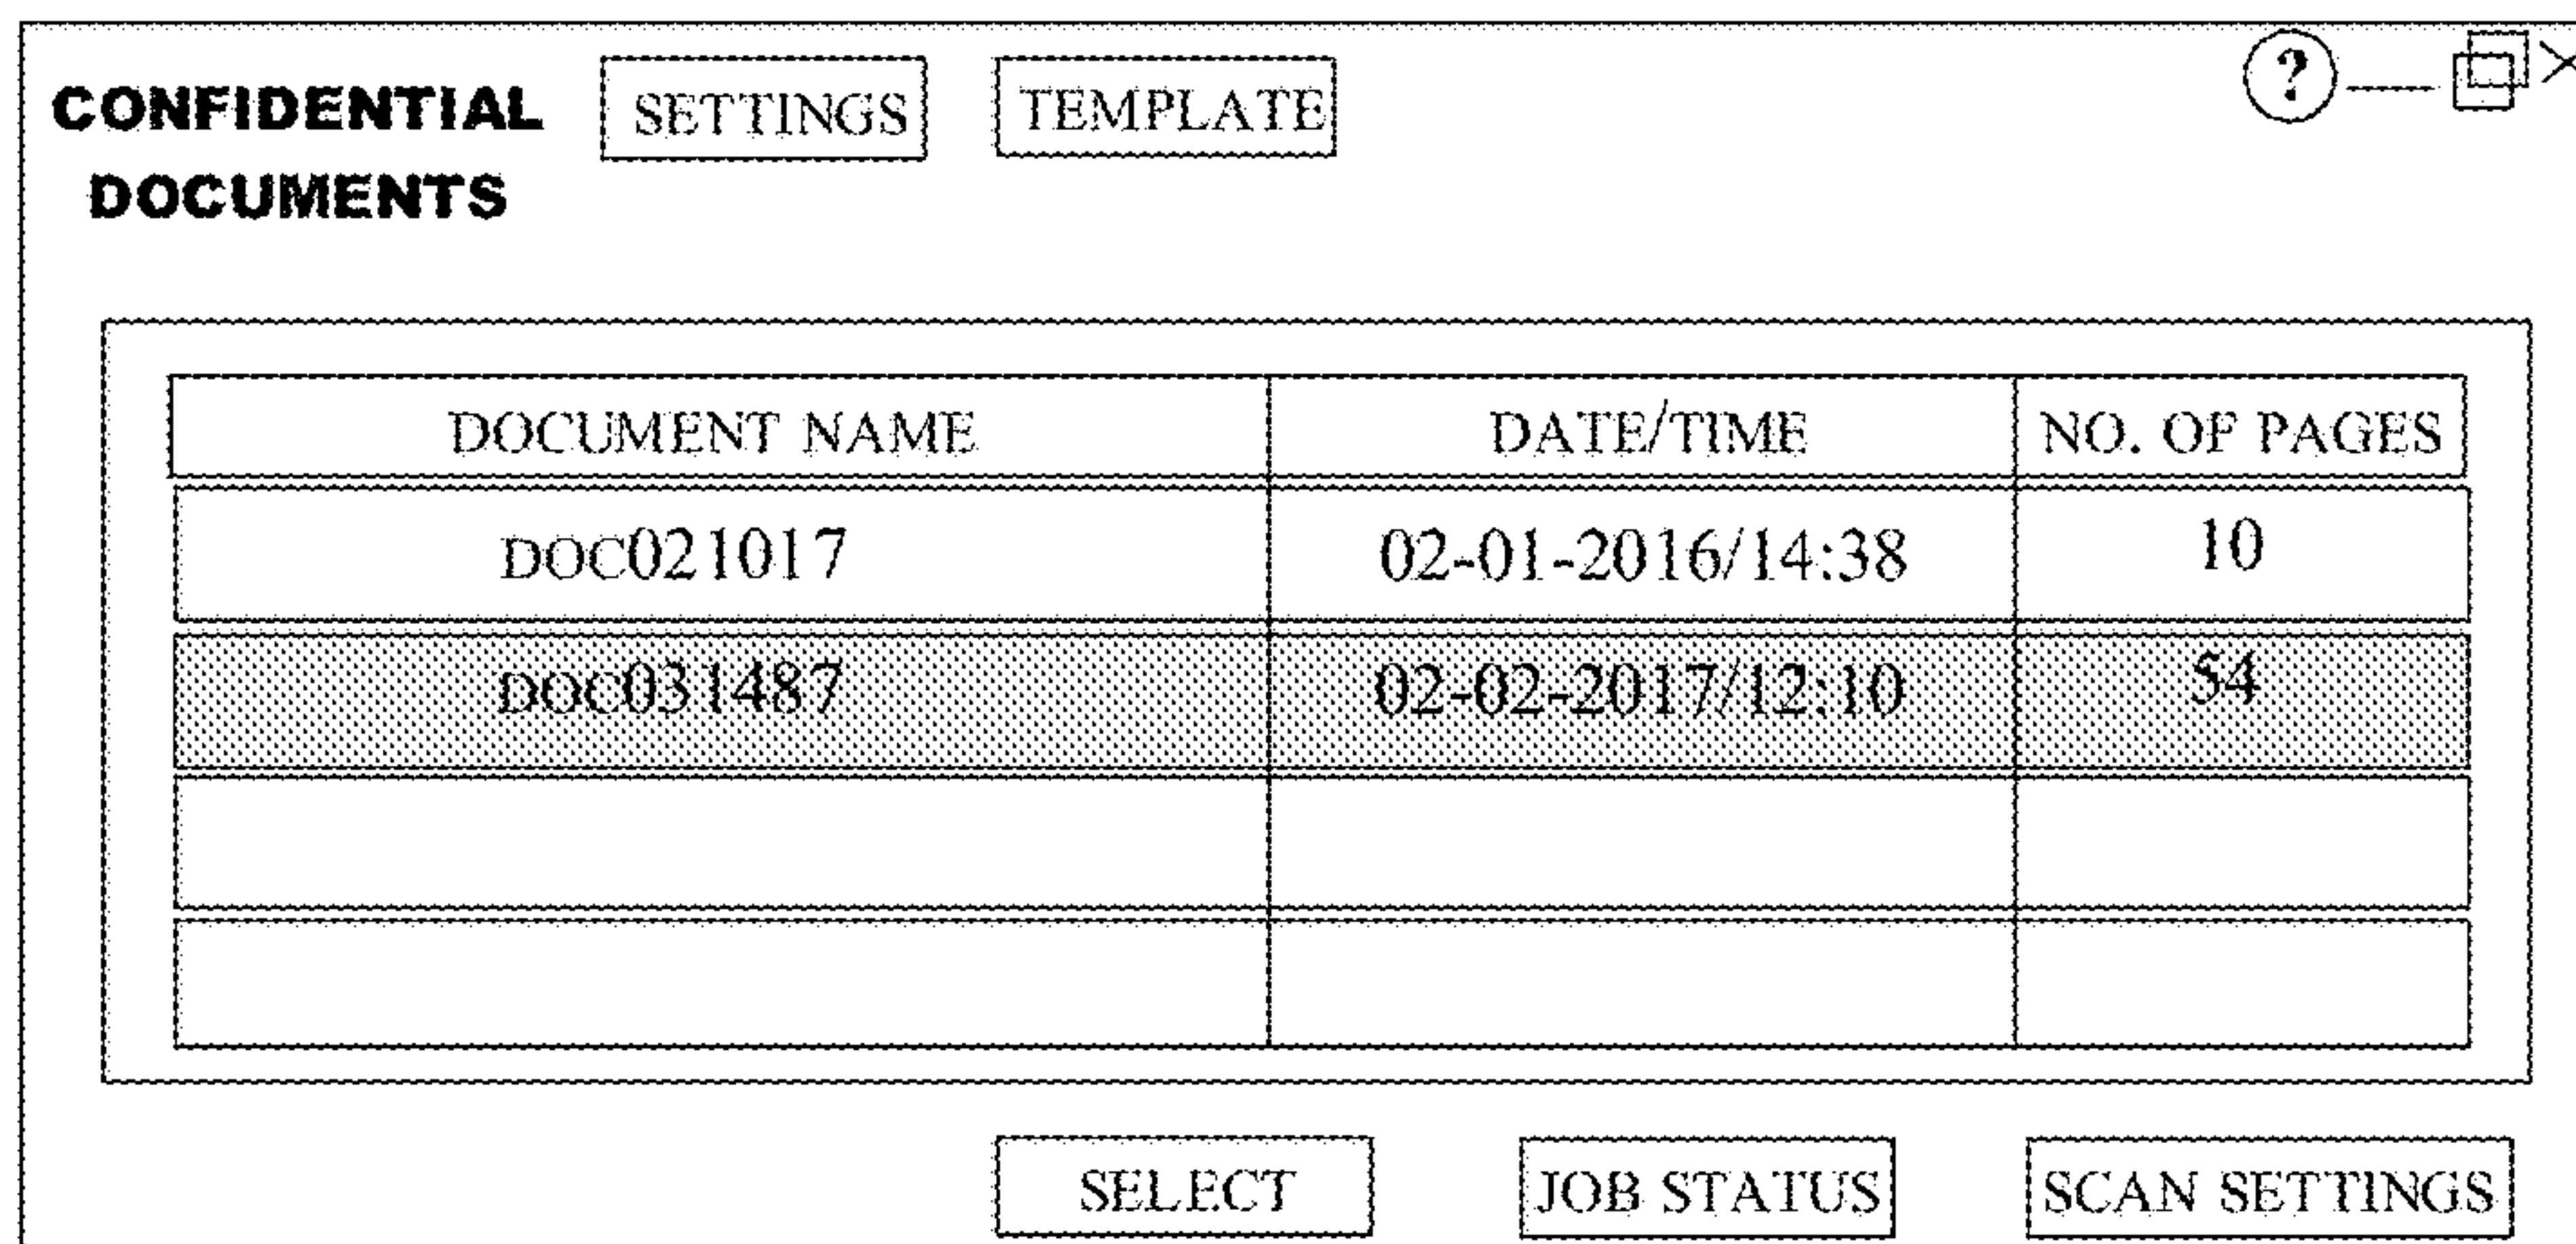 CONFIDENTIAL DOCUMENTS
SETTINGS TEMPLATE ? X
DOCUMENT NAME DATE/TIME NO. OF PAGES
DOC021017 02-01-2016/14:38 10
DOC031487 02-02-2017/12:10 54
SELECT JOB STATUS SCAN SETTINGS